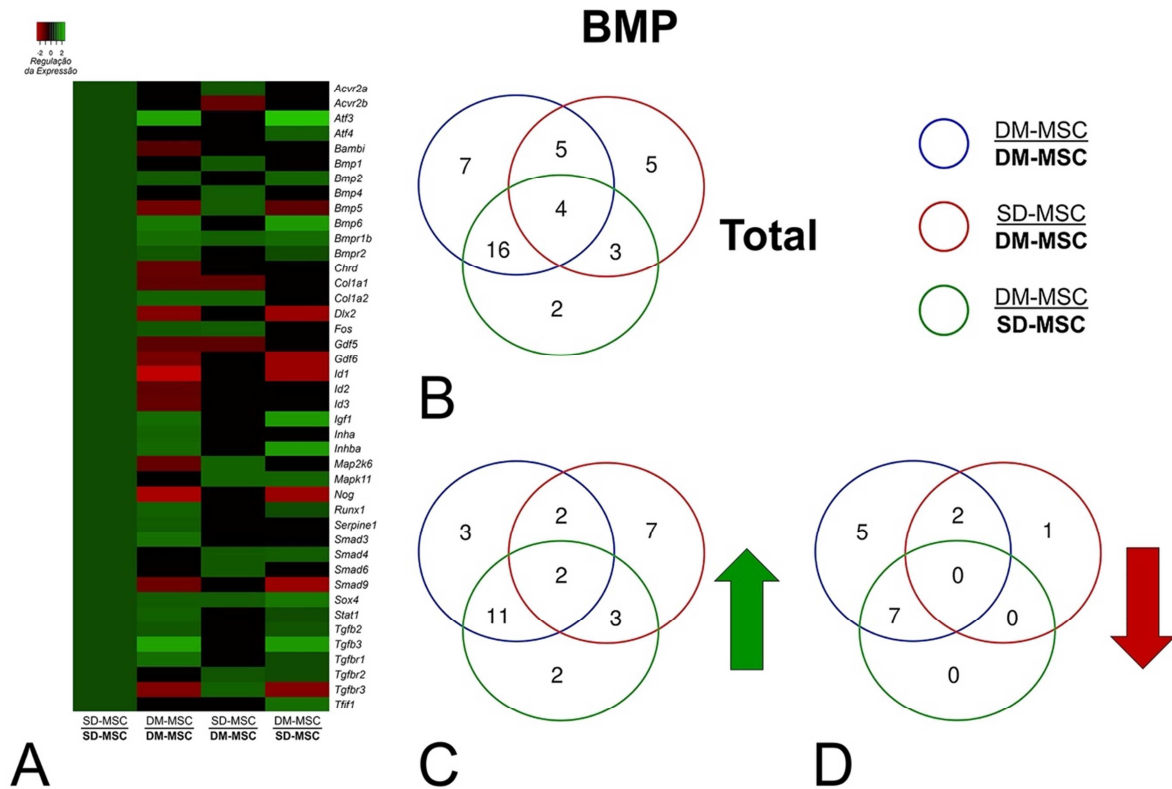 BMP
-2 0 2
Regulação
da Expressão
Acvr2a
Acvr2b
Atf3
Atf4
Bambi
Bmp1
Bmp2
Bmp4
Bmp5
Bmp6
Bmpr1b
Bmpr2
Chrd
Col1a1
Col1a2
Dlx2
Fos
Gdf5
Gdf6
Id1
Id2
Id3
Igf1
Inha
Inhba
Map2k6
Mapk11
Nog
Runx1
Serpine1
Smad3
Smad4
Smad6
Smad9
Sox4
Stat1
Tgfb2
Tgfb3
Tgfbr1
Tgfbr2
Tgfbr3
Tfif1
SD-MSC DM-MSC SD-MSC DM-MSC
SD-MSC DM-MSC DM-MSC SD-MSC
A
7 5 5
4
16 3
2
Total
B
DM-MSC
DM-MSC
SD-MSC
DM-MSC
DM-MSC
SD-MSC
3 2 7
2
11 3
2
C
5 2 1
0
7 0
0
D